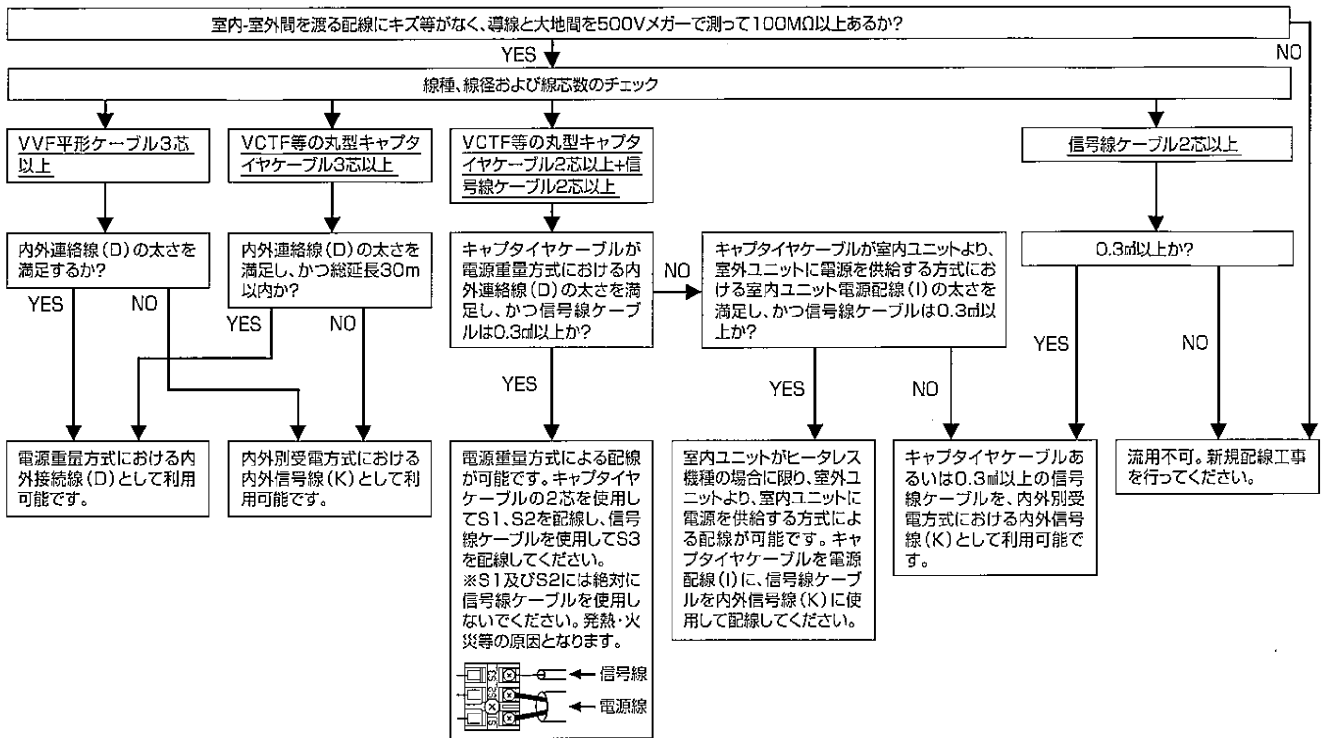 室内-室外間を渡る配線にキズ等がなく、導線と大地間を500Vメガーで測って100MΩ以上あるか?
YES
NO
線種、線径および線芯数のチェック
VVF平形ケーブル3芯
以上
VCTF等の丸型キャプタ
イヤケーブル3芯以上
VCTF等の丸型キャプタ
イヤケーブル2芯以上+信
号線ケーブル2芯以上
信号線ケーブル2芯以上
内外連絡線(D)の太さを
満足するか?
内外連絡線(D)の太さを
満足し、かつ総延長30m
以内か?
キャプタイヤケーブルが
電源重量方式における内
外連絡線(D)の太さを満
足し、かつ信号線ケーブ
ルは0.3㎡以上か?
NO
キャプタイヤケーブルが室内ユニットより、
室外ユニットに電源を供給する方式にお
ける室内ユニット電源配線(I)の太さを
満足し、かつ信号線ケーブルは0.3㎡以
上か?
0.3㎡以上か?
YES
NO
YES
NO
YES
YES
NO
YES
NO
電源重量方式における内
外接続線(D)として利用
可能です。
内外別受電方式における
内外信号線(K)として利
用可能です。
電源重量方式による配線
が可能です。キャプタイヤ
ケーブルの2芯を使用し
てS1、S2を配線し、信号
線ケーブルを使用してS3
を配線してください。
※S1及びS2には絶対に
信号線ケーブルを使用し
ないでください。発熱・火
災等の原因となります。
S3
信号線
S2
電源線
S1
室内ユニットがヒータレス
機種の場合に限り、室外ユ
ニットより、室内ユニットに
電源を供給する方式によ
る配線が可能です。キャ
プタイヤケーブルを電源
配線(I)に、信号線ケーブ
ルを内外信号線(K)に使
用して配線してください。
キャプタイヤケーブルあ
るいは0.3㎡以上の信号
線ケーブルを、内外別受
電方式における内外信号
線(K)として利用可能で
す。
流用不可。新規配線工事
を行ってください。